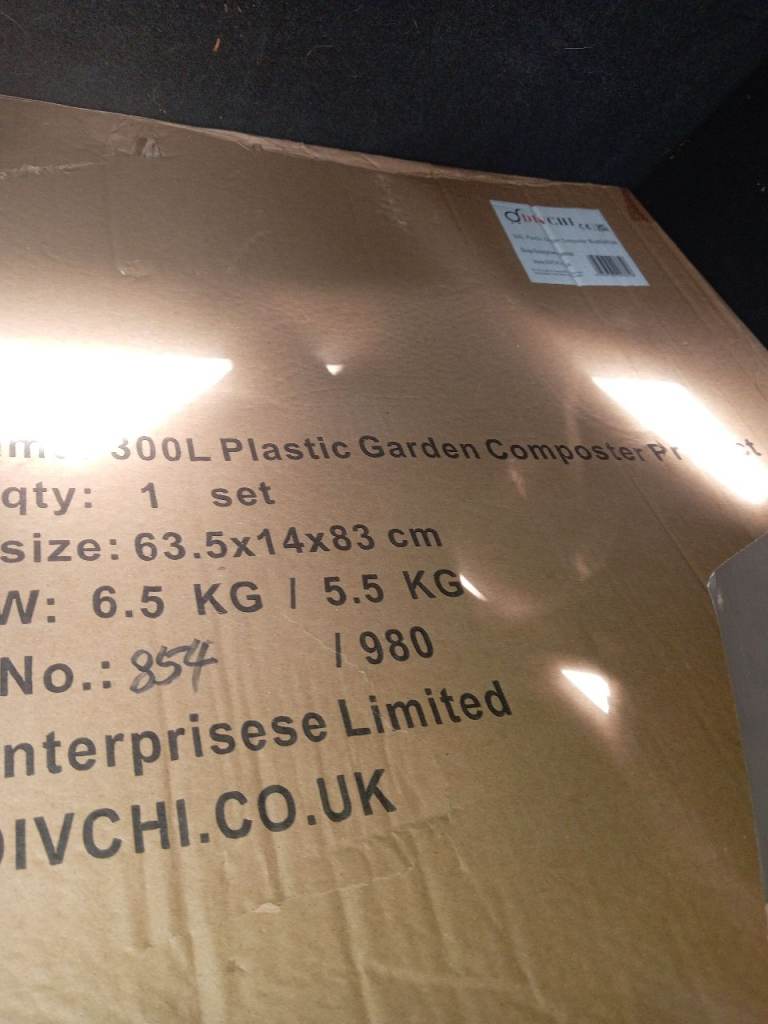 DIVCHI
300L Plastic Garden Composter
qty: 1 set
size: 63.5x14x83 cm
W: 6.5 KG / 5.5 KG
No.: 854 / 980
nterprisese Limited
DIVCHI.CO.UK